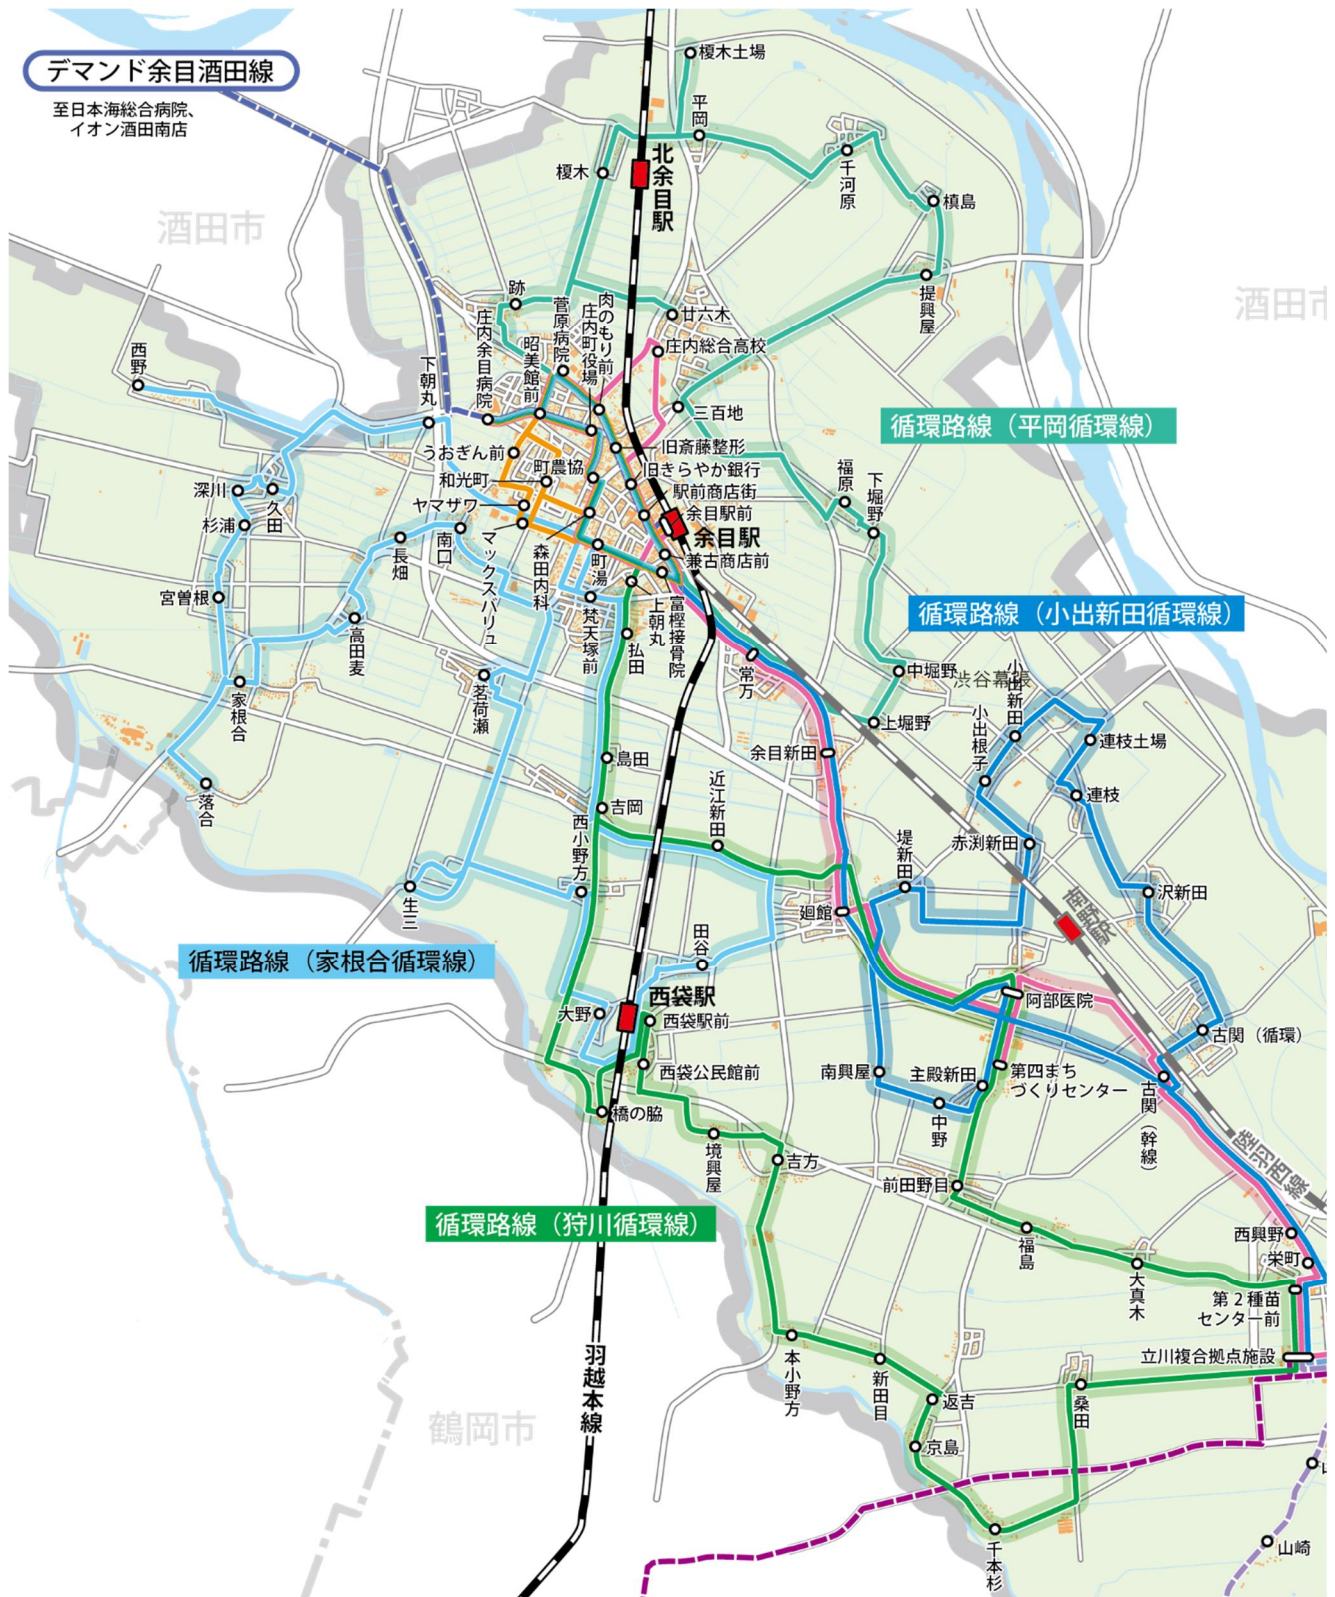 デマンド余目酒田線
至日本海総合病院、
イオン酒田南店
酒田市
酒田市
鶴岡市
榎木土場
平岡
榎木
北余目駅
千河原
槙島
提興屋
跡
廿六木
庄内余目病院
昭美館前
菅原病院
庄内町役場
肉のもり前
庄内総合高校
三百地
西野
下朝丸
循環路線（平岡循環線）
旧斎藤整形
旧きらやか銀行
駅前商店街
余目駅前
余目駅
兼古商店前
うおぎん前
町農協
和光町
ヤマザワ
マックスバリュ
森田内科
町湯
梵天塚前
上朝丸
富樫接骨院
払田
深川
久田
杉浦
長畑
南口
宮曽根
高田麦
家根合
落合
茗荷瀬
福原
下堀野
循環路線（小出新田循環線）
中堀野
渋谷幕張
小出新田
小出根子
上堀野
連枝土場
連枝
常万
余目新田
島田
吉岡
近江新田
西小野方
生三
堤新田
赤渕新田
沢新田
南野駅
廻館
循環路線（家根合循環線）
田谷
西袋駅
大野
西袋駅前
西袋公民館前
阿部医院
古関（循環）
南興屋
主殿新田
第四まち
づくりセンター
古関（幹線）
中野
橋の脇
境興屋
吉方
前田野目
陸羽西線
循環路線（狩川循環線）
福島
大真木
西興野
栄町
第２種苗
センター前
立川複合拠点施設
羽越本線
本小野方
新田目
返吉
桑田
京島
千本杉
山崎